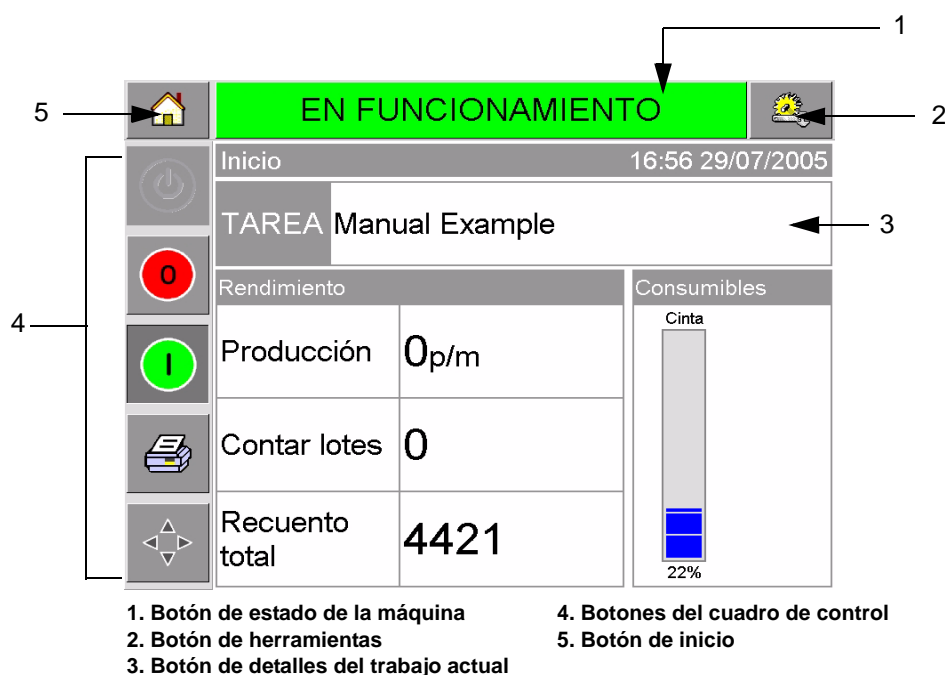 1
EN FUNCIONAMIENTO
5
2
Inicio 16:56 29/07/2005
TAREA Manual Example
3
0
Rendimiento Consumibles
4
Cinta
I
Producción 0p/m
Contar lotes 0
Recuento
total
4421
22%
1. Botón de estado de la máquina
2. Botón de herramientas
3. Botón de detalles del trabajo actual
4. Botones del cuadro de control
5. Botón de inicio